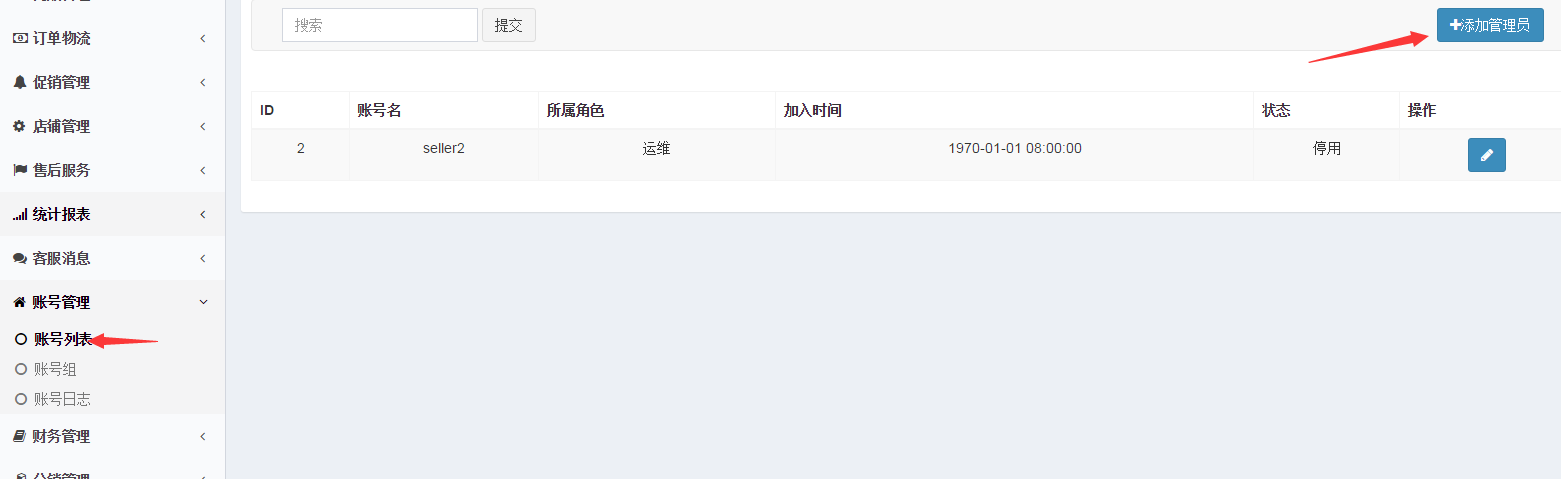 订单物流
促销管理
店铺管理
售后服务
统计报表
客服消息
账号管理
账号列表
账号组
账号日志
财务管理
搜索 提交 添加管理员
ID 账号名 所属角色 加入时间 状态 操作
2 seller2 运维 1970-01-01 08:00:00 停用